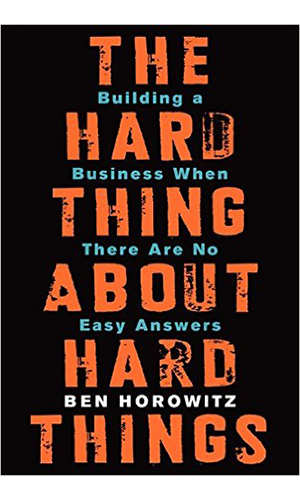 THE
Building a
HARD
Business When
THING
There Are No
ABOUT
Easy Answers
HARD
BEN HOROWITZ
THINGS